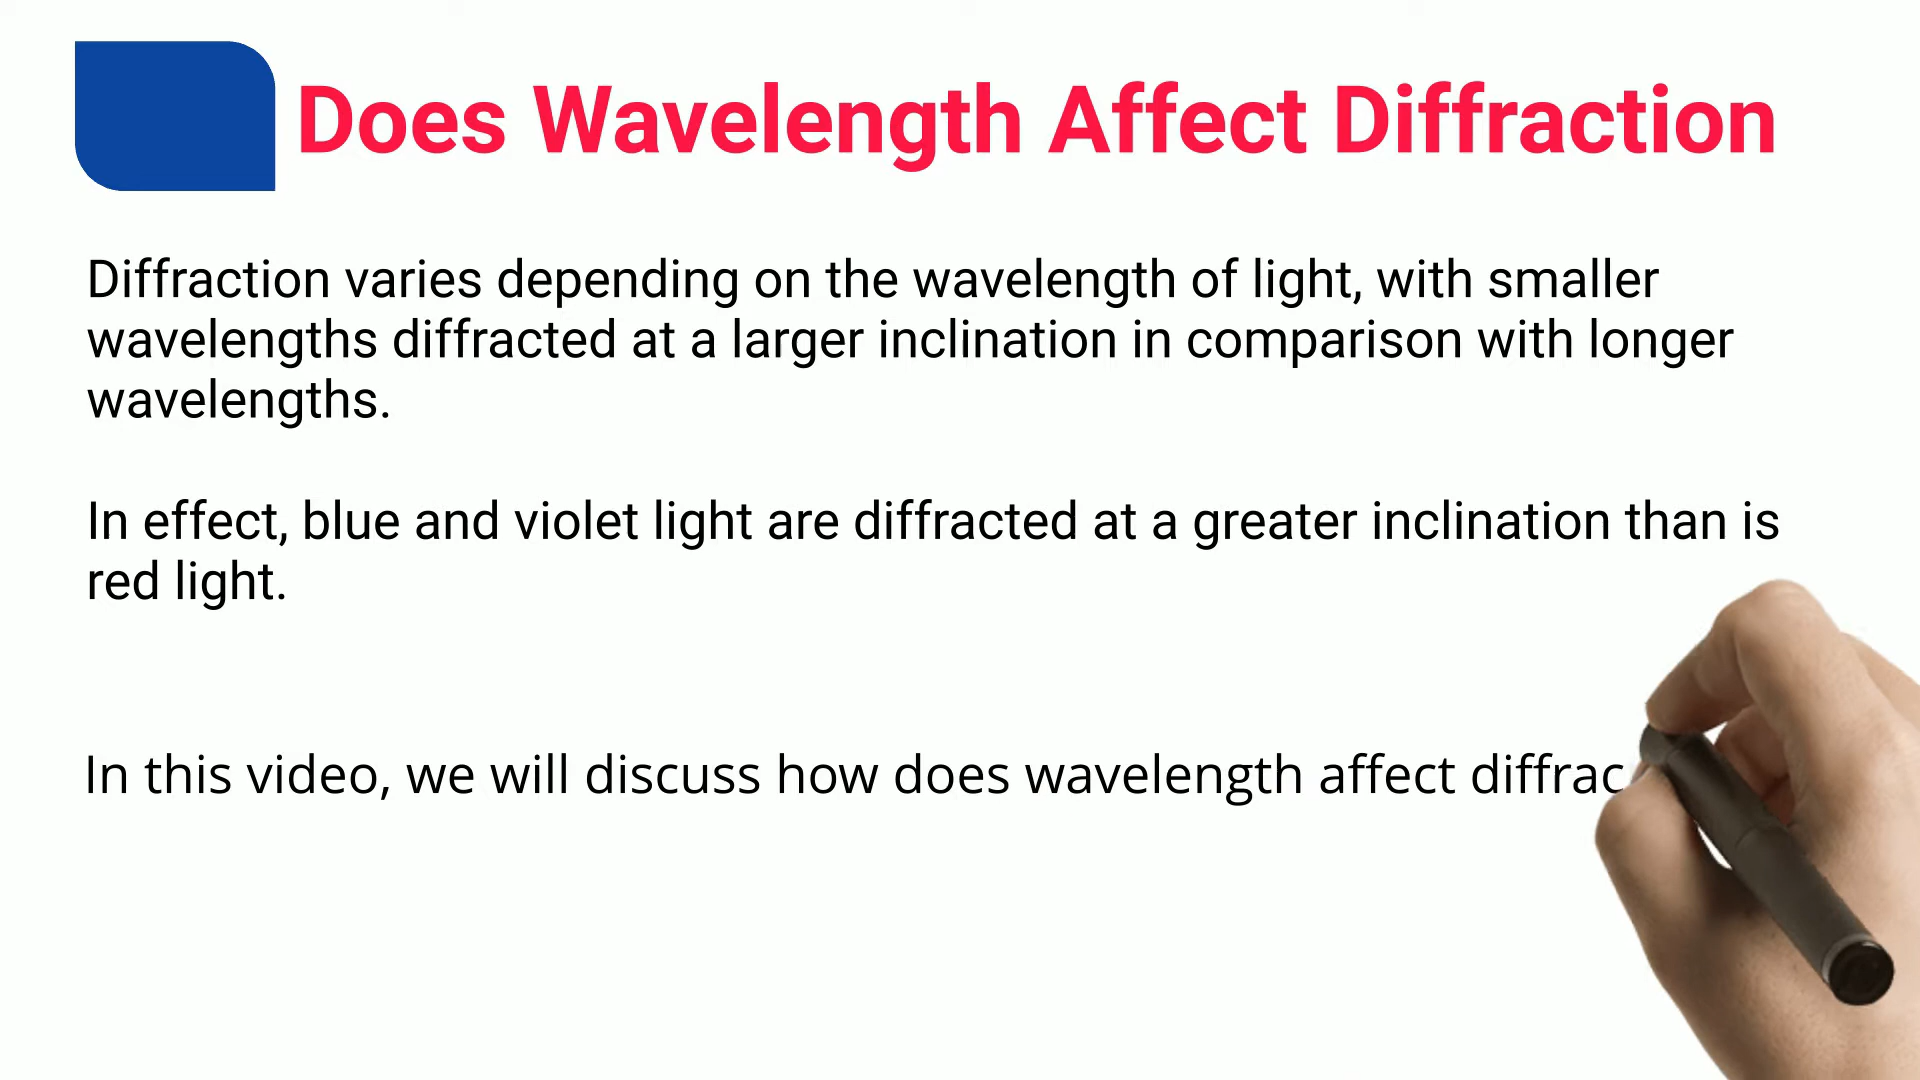 Does Wavelength Affect Diffraction
Diffraction varies depending on the wavelength of light, with smaller
wavelengths diffracted at a larger inclination in comparison with longer
wavelengths.
In effect, blue and violet light are diffracted at a greater inclination than is
red light.
In this video, we will discuss how does wavelength affect diffrac